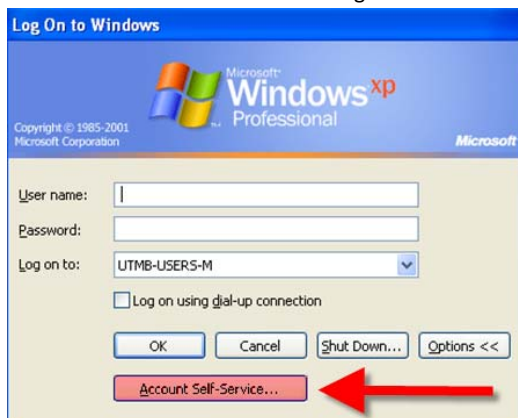 Log On to Windows
Microsoft
Windows xp
Professional
Copyright © 1985-2001
Microsoft Corporation
Microsoft
User name:
Password:
Log on to: UTMB-USERS-M
Log on using dial-up connection
OK Cancel Shut Down... Options <<
Account Self-Service...